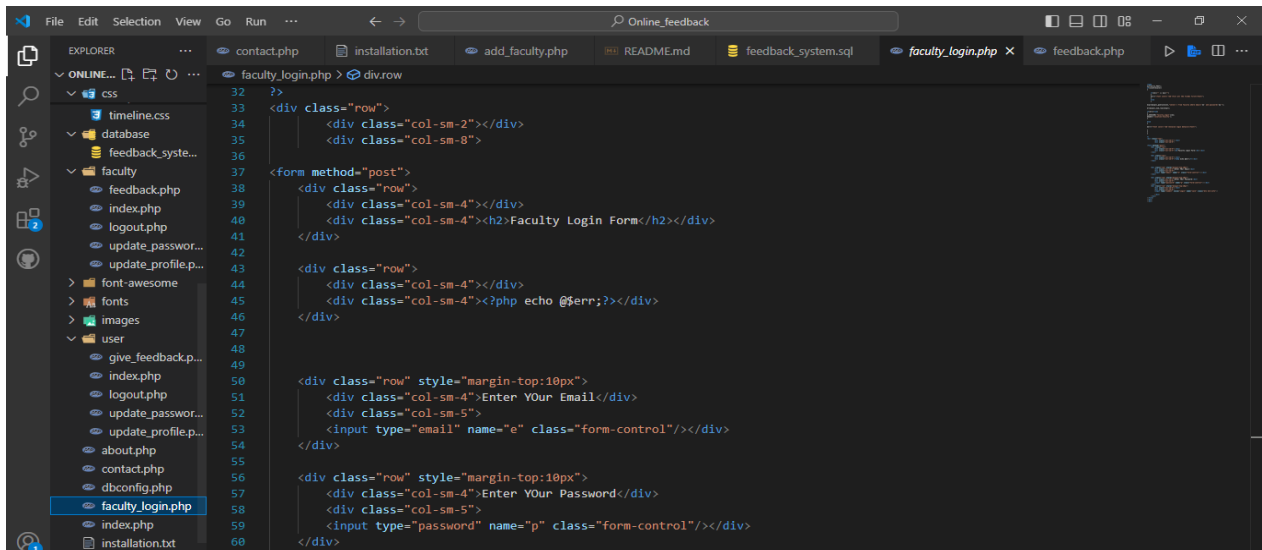 File Edit Selection View Go Run ··· Online_feedback
EXPLORER ··· contact.php installation.txt add_faculty.php README.md feedback_system.sql faculty_login.php feedback.php ···
ONLINE... ··· faculty_login.php > div.row
css
timeline.css
database
feedback_syste...
faculty
feedback.php
index.php
logout.php
update_passwor...
update_profile.p...
font-awesome
fonts
images
user
give_feedback.p...
index.php
logout.php
update_passwor...
update_profile.p...
about.php
contact.php
dbconfig.php
faculty_login.php
index.php
installation.txt
2
1
32 ?>
33 <div class="row">
34 <div class="col-sm-2"></div>
35 <div class="col-sm-8">
36
37 <form method="post">
38 <div class="row">
39 <div class="col-sm-4"></div>
40 <div class="col-sm-4"><h2>Faculty Login Form</h2></div>
41 </div>
42
43 <div class="row">
44 <div class="col-sm-4"></div>
45 <div class="col-sm-4"><?php echo @$err;?></div>
46 </div>
47
48
49
50 <div class="row" style="margin-top:10px">
51 <div class="col-sm-4">Enter YOur Email</div>
52 <div class="col-sm-5">
53 <input type="email" name="e" class="form-control"/></div>
54 </div>
55
56 <div class="row" style="margin-top:10px">
57 <div class="col-sm-4">Enter YOur Password</div>
58 <div class="col-sm-5">
59 <input type="password" name="p" class="form-control"/></div>
60 </div>